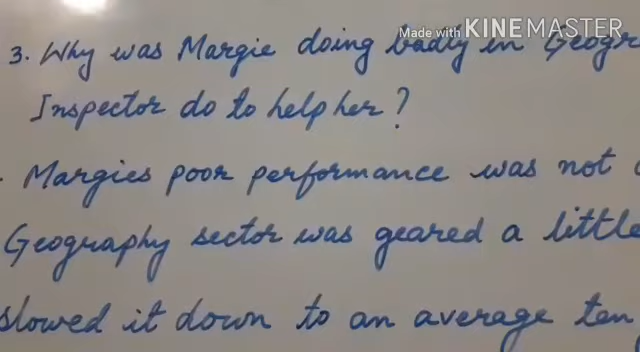 Made with KINEMASTER
3. Why was Margie doing badly in Geogr
Inspector do to help her?
Margies poor performance was not
Geography sector was geared a little
slowed it down to an average ten